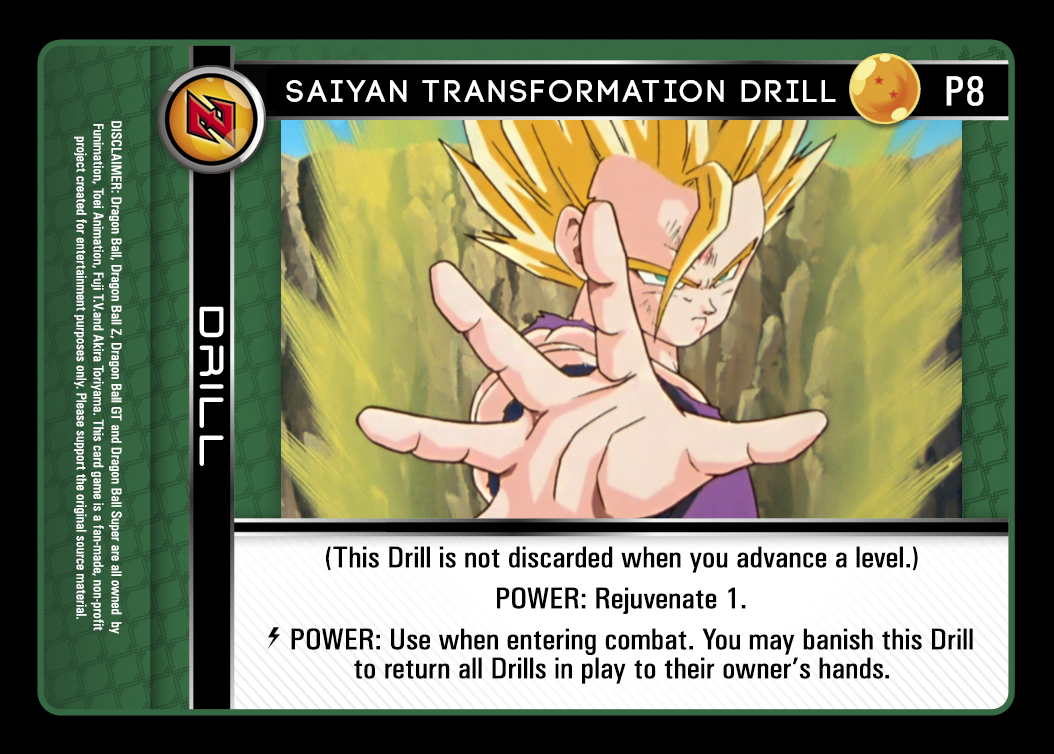 SAIYAN TRANSFORMATION DRILL
P8
DRILL
DISCLAIMER: Dragon Ball, Dragon Ball Z, Dragon Ball GT and Dragon Ball Super are all owned by
Funimation, Toei Animation, Fuji T.V.and Akira Toriyama. This card game is a fan-made, non-profit
project created for entertainment purposes only. Please support the original source material.
(This Drill is not discarded when you advance a level.)
POWER: Rejuvenate 1.
POWER: Use when entering combat. You may banish this Drill
to return all Drills in play to their owner's hands.